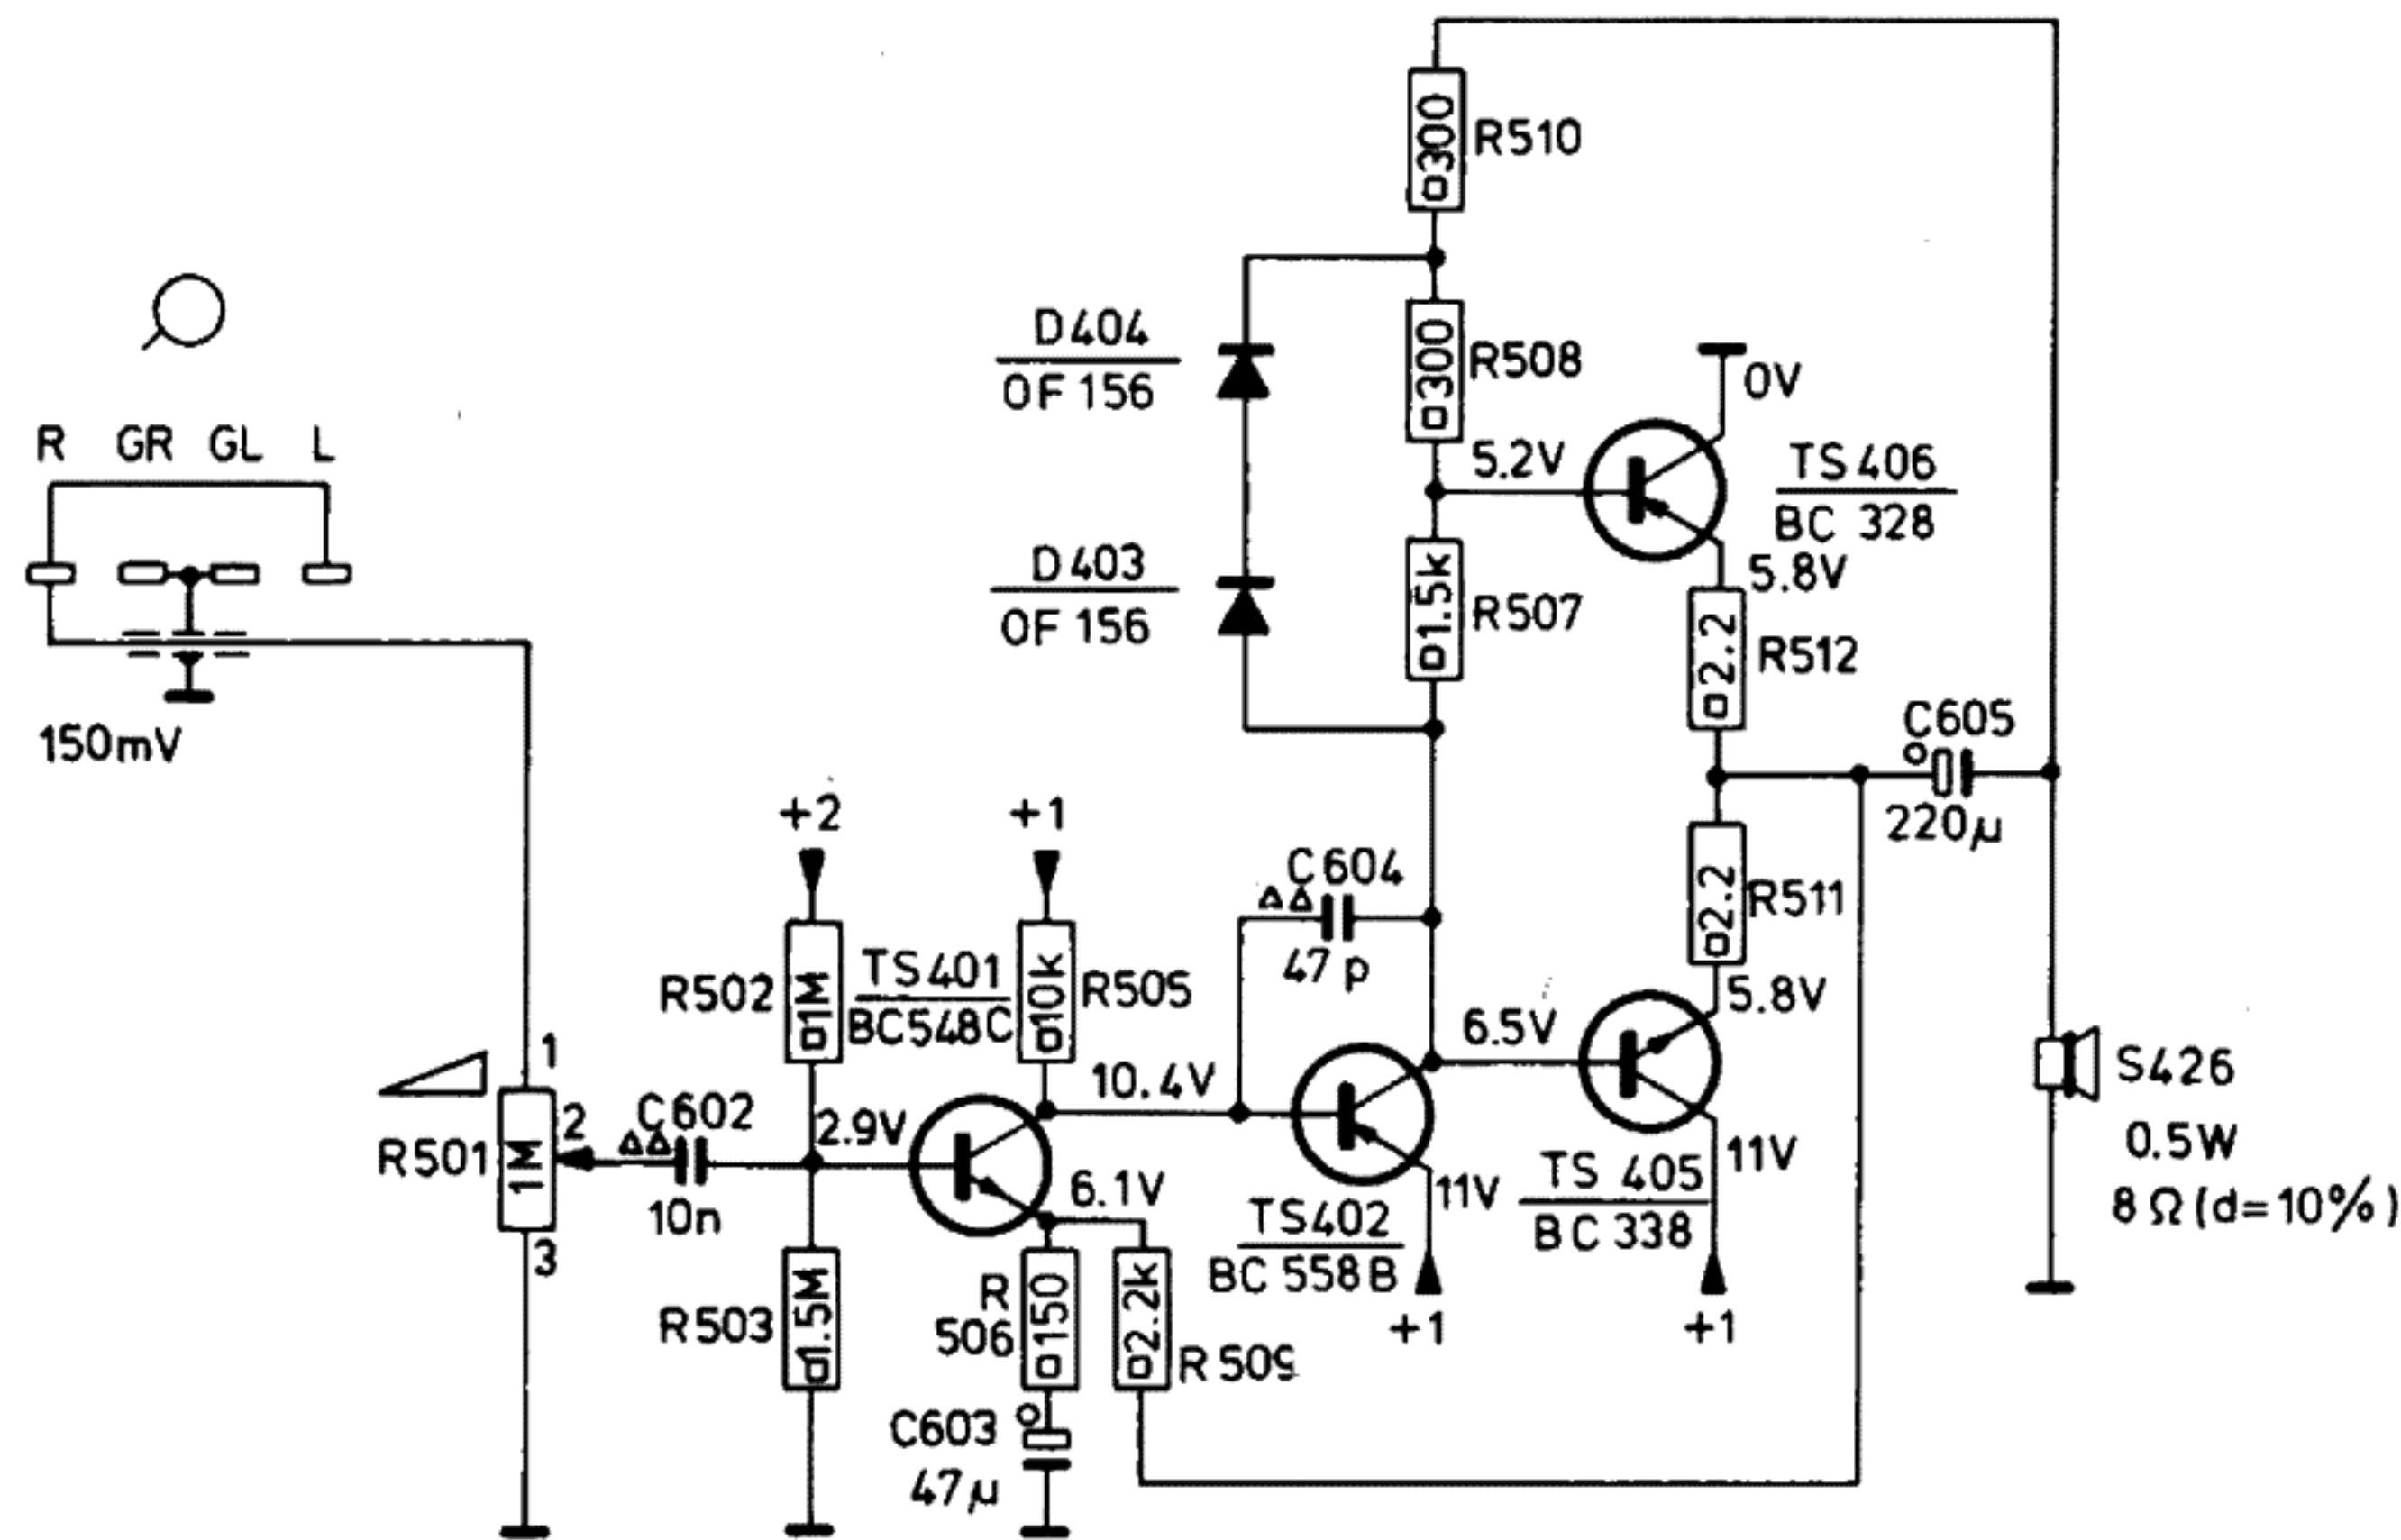 300
R510
D404
OF 156
300
R508
0V
R GR GL L
5.2V
TS 406
BC 328
D403
OF 156
1.5k
R507
5.8V
2.2
R512
150mV
C605
220μ
+2
+1
C604
47p
2.2
R511
R502
1M
TS401
BC548C
10k
R505
5.8V
6.5V
10.4V
1
2
3
R501
1M
C602
10n
2.9V
6.1V
11V
TS402
BC 558B
+1
TS 405
BC 338
11V
+1
S426
0.5W
8Ω (d=10%)
R503
1.5M
R
506
150
2.2k
R509
C603
47μ